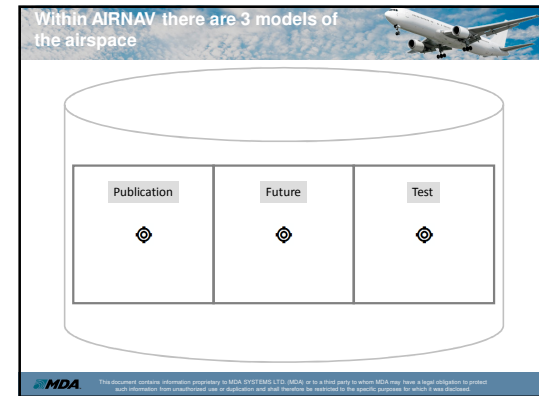 Within AIRNAV there are 3 models of
the airspace
Publication
Future
Test
MDA
This document contains information proprietary to MDA SYSTEMS LTD. (MDA) or to a third party to whom MDA may have a legal obligation to protect
such information from unauthorized use or duplication and shall therefore be restricted to the specific purposes for which it was disclosed.